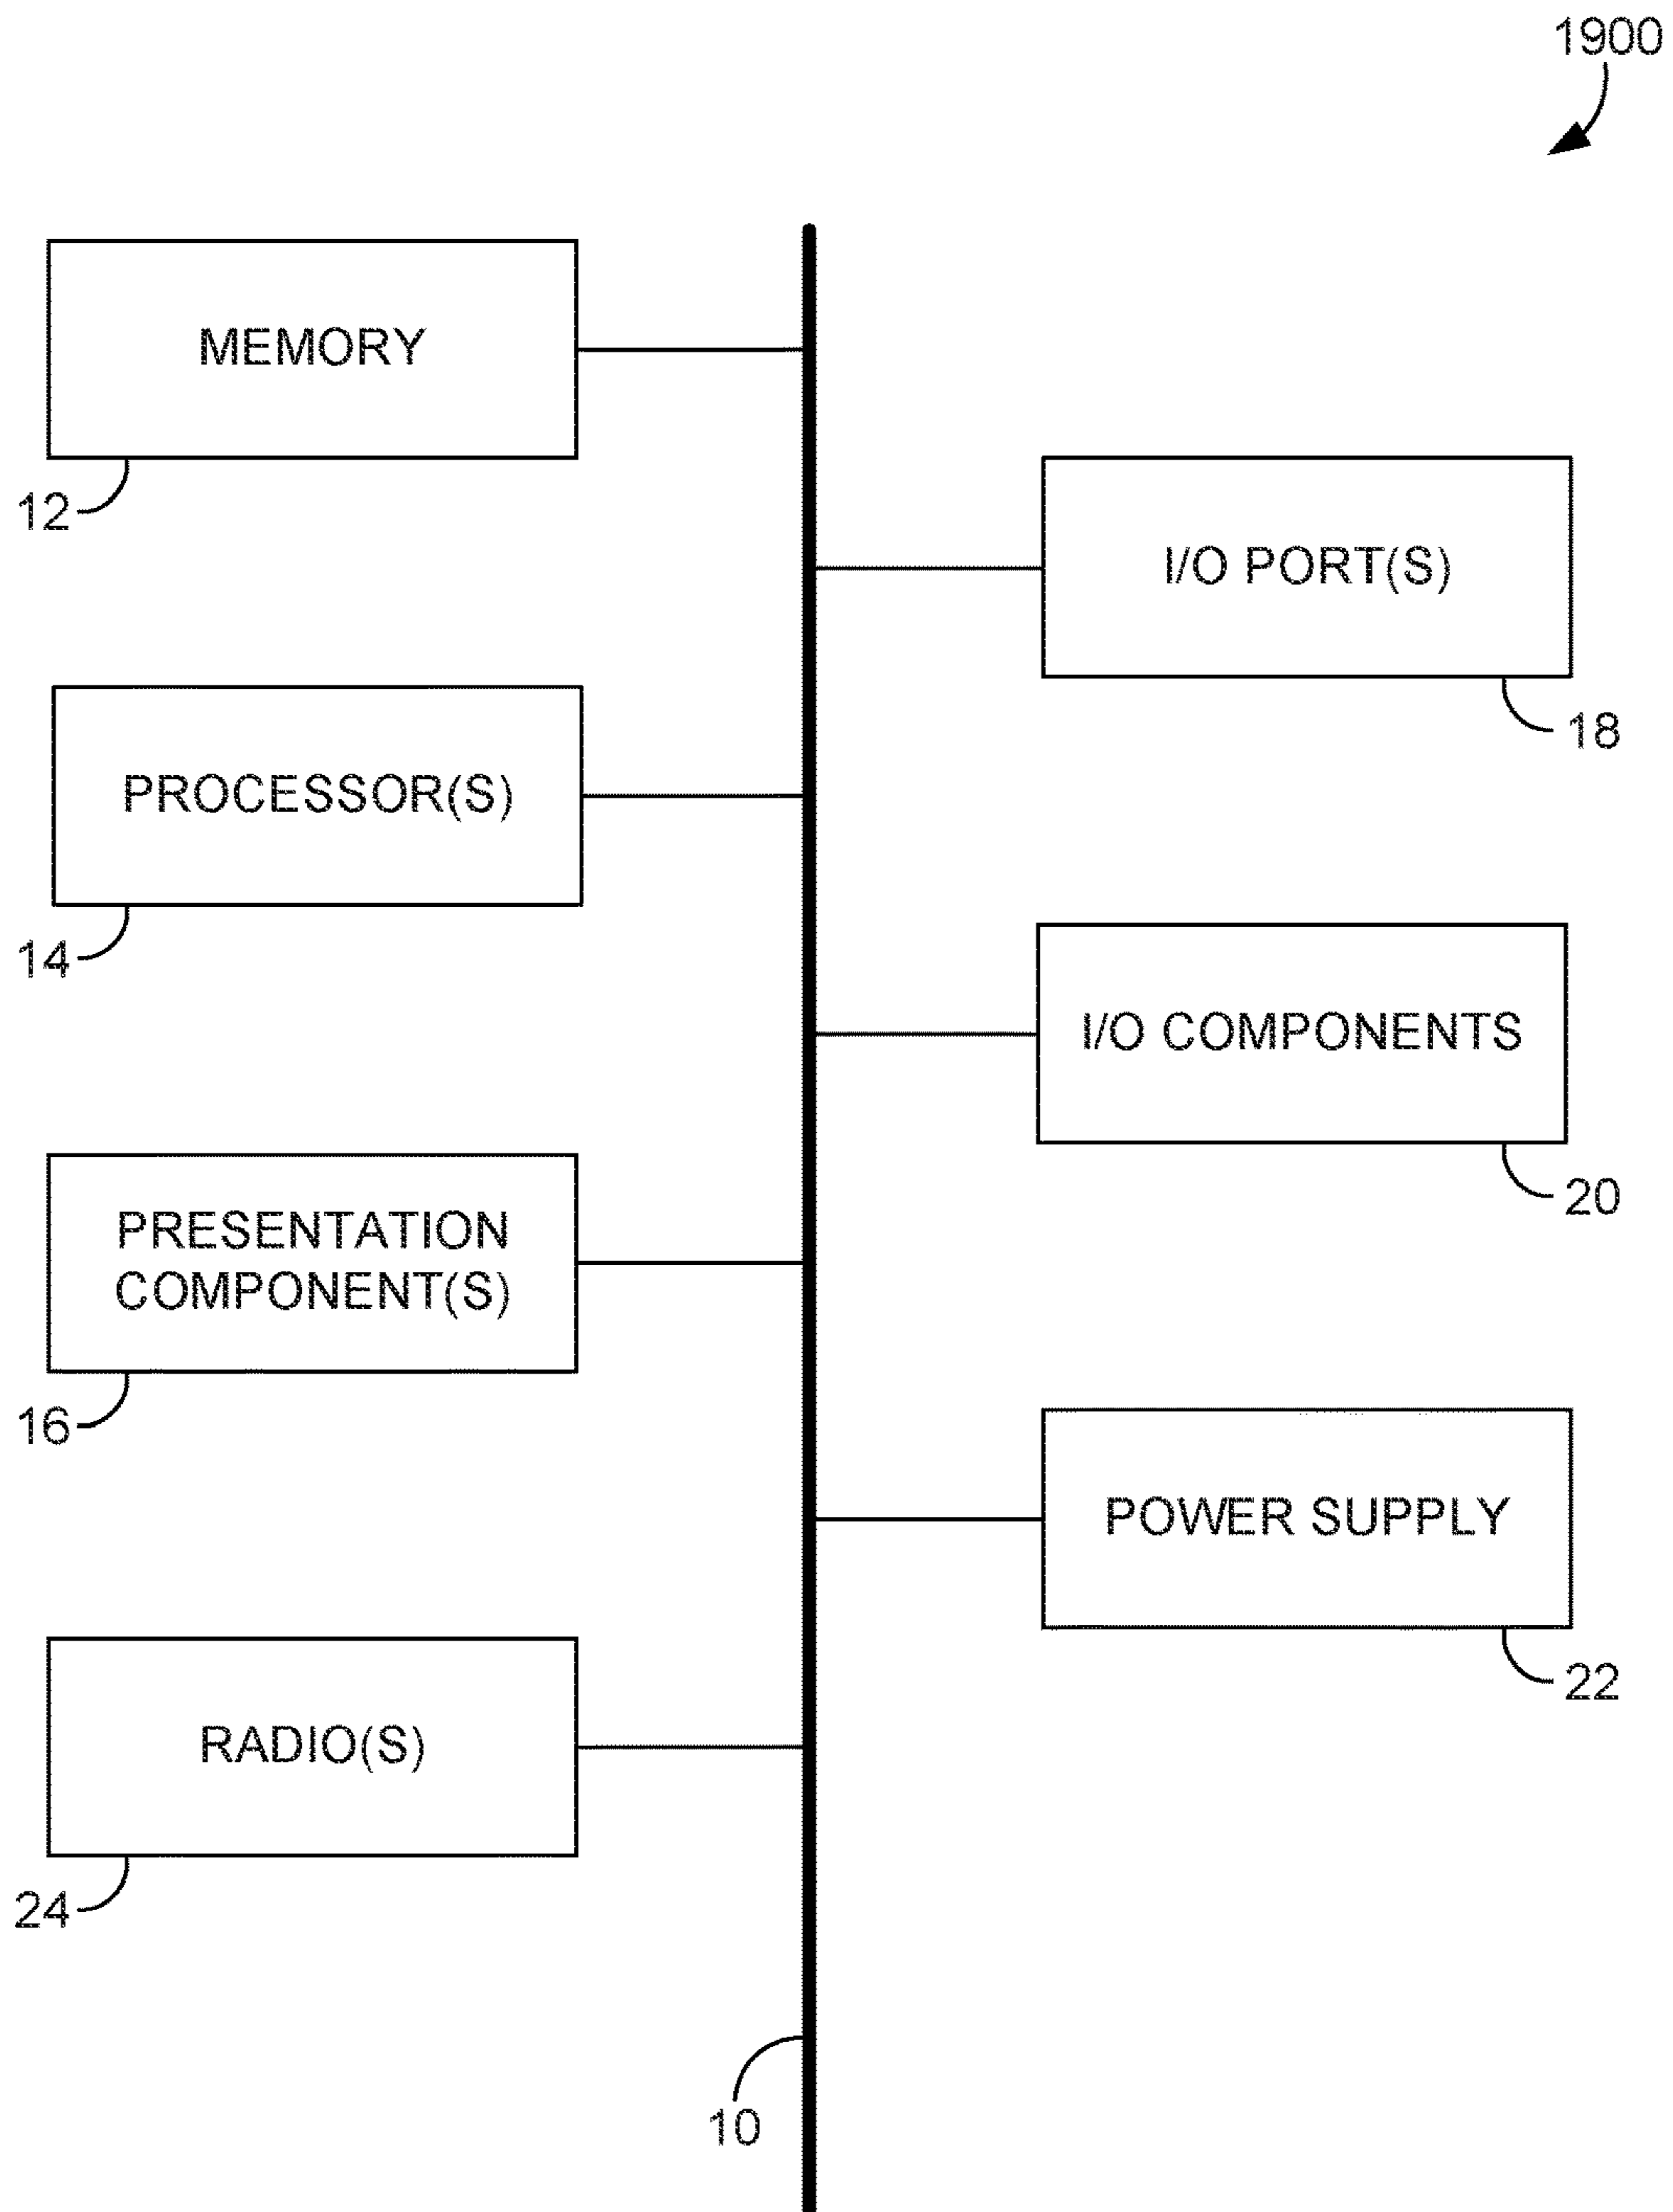 1900
MEMORY
12
I/O PORT(S)
18
PROCESSOR(S)
14
I/O COMPONENTS
20
PRESENTATION
COMPONENT(S)
16
POWER SUPPLY
22
RADIO(S)
24
10